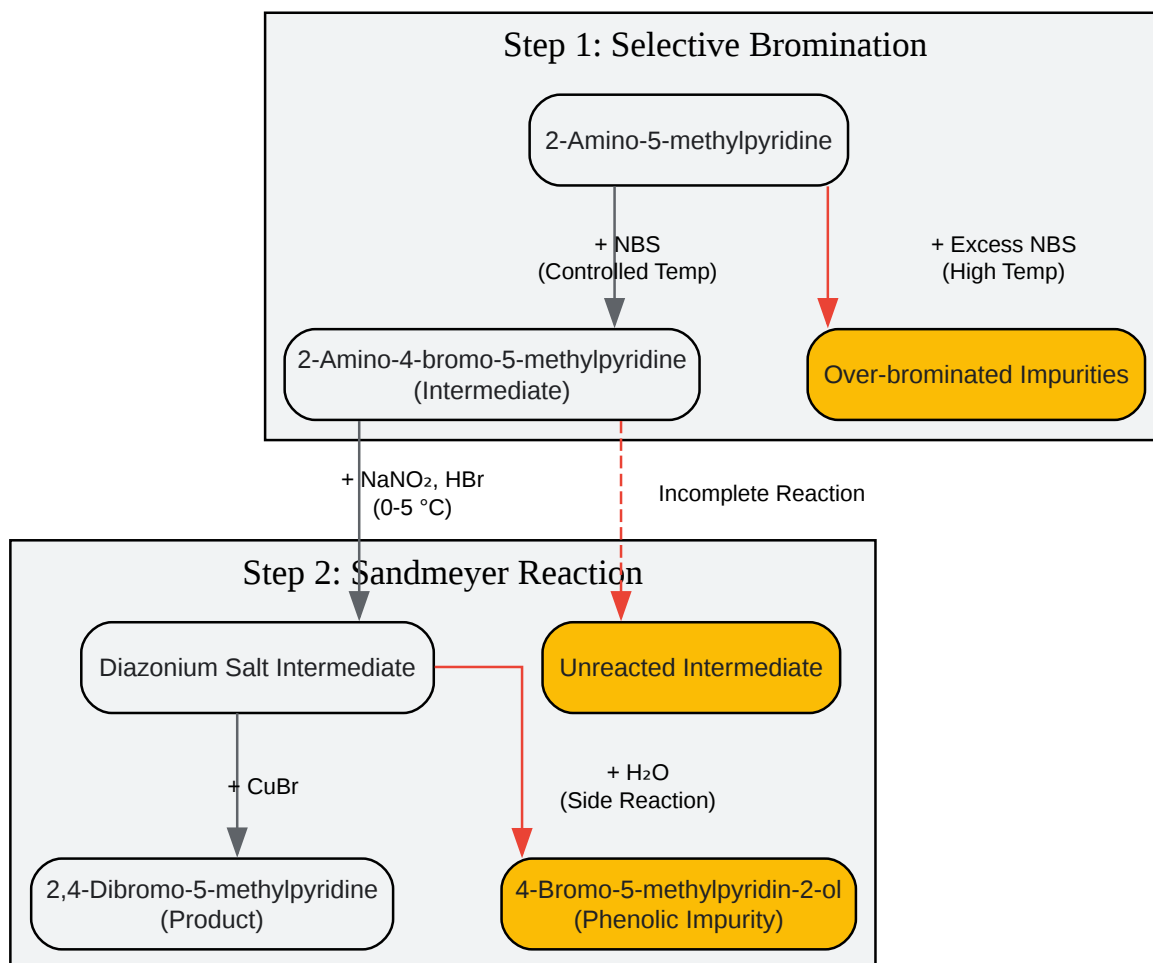 Step 1: Selective Bromination
2-Amino-5-methylpyridine
+ NBS
(Controlled Temp)
+ Excess NBS
(High Temp)
2-Amino-4-bromo-5-methylpyridine
(Intermediate)
Over-brominated Impurities
+ NaNO₂, HBr
(0-5 °C)
Incomplete Reaction
Step 2: Sandmeyer Reaction
Diazonium Salt Intermediate
Unreacted Intermediate
+ CuBr
+ H₂O
(Side Reaction)
2,4-Dibromo-5-methylpyridine
(Product)
4-Bromo-5-methylpyridin-2-ol
(Phenolic Impurity)